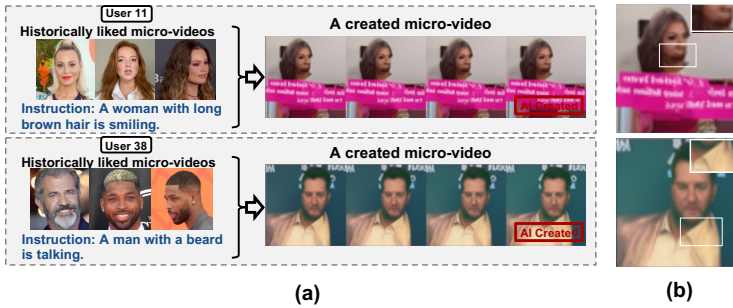 User 11
Historically liked micro-videos
Instruction: A woman with long
brown hair is smiling.
A created micro-video
AI Created
User 38
Historically liked micro-videos
Instruction: A man with a beard
is talking.
A created micro-video
AI Created
(a)
(b)